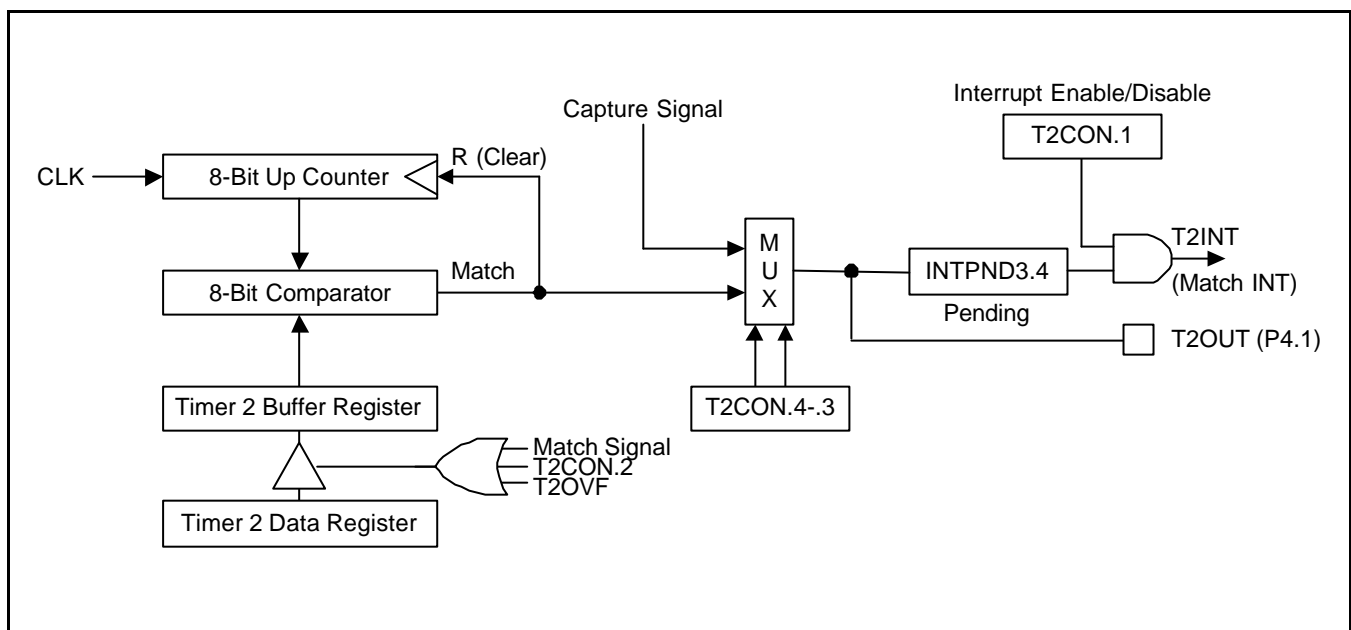 Interrupt Enable/Disable
Capture Signal
T2CON.1
R (Clear)
CLK
8-Bit Up Counter
M
U
X
T2INT
(Match INT)
Match
8-Bit Comparator
INTPND3.4
Pending
T2OUT (P4.1)
Timer 2 Buffer Register
T2CON.4-.3
Match Signal
T2CON.2
T2OVF
Timer 2 Data Register